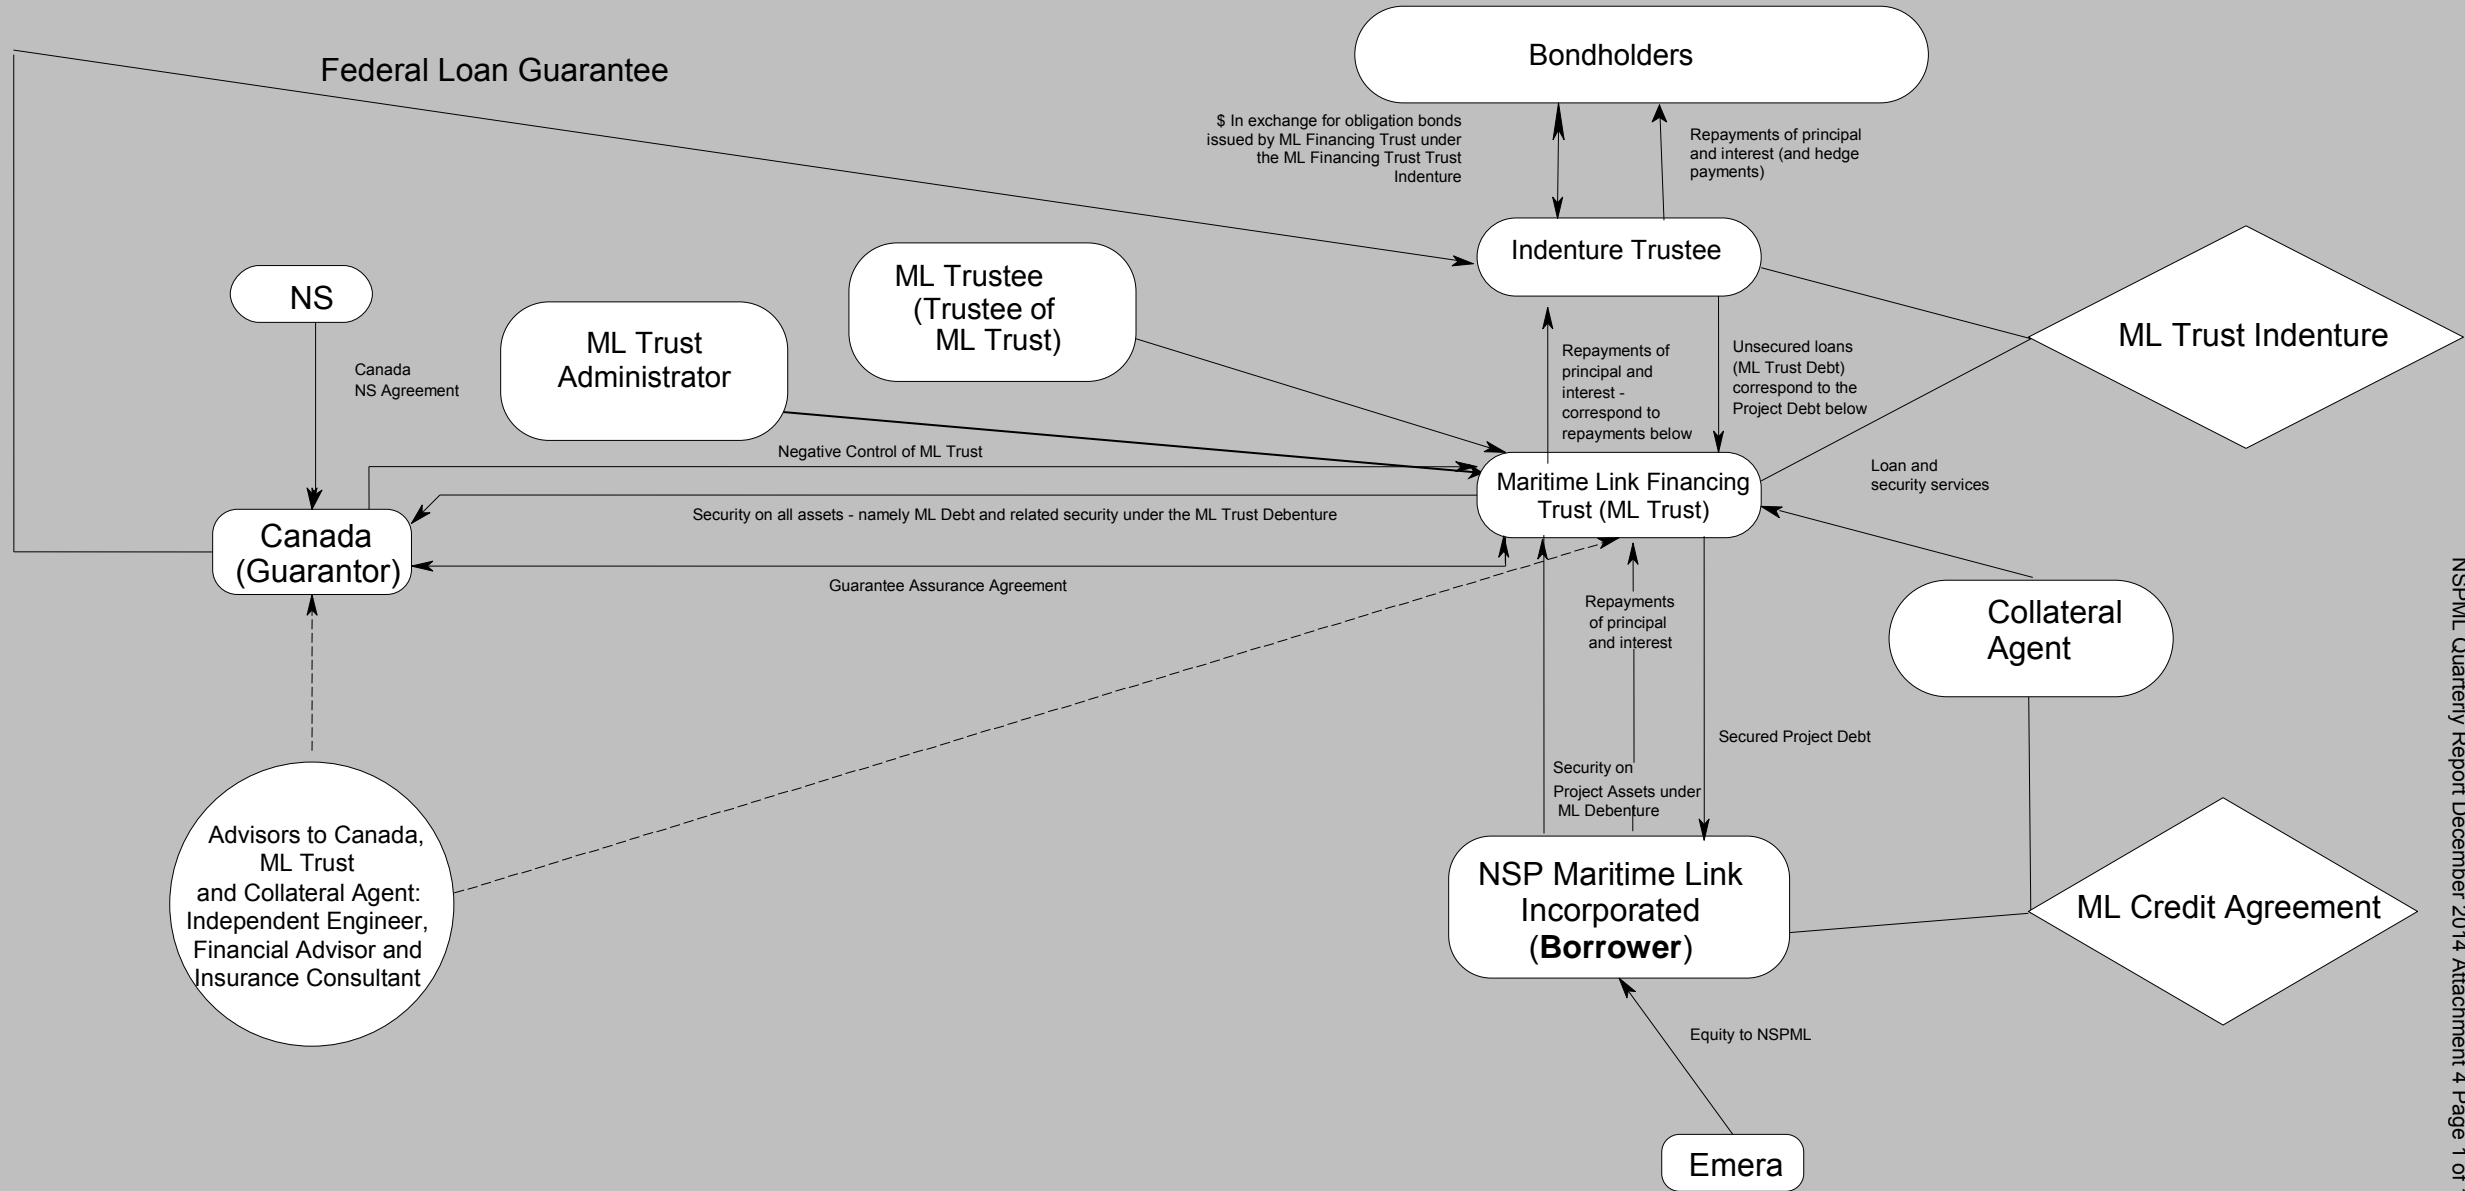 Federal Loan Guarantee
Bondholders
$ In exchange for obligation bonds
issued by ML Financing Trust under
the ML Financing Trust Trust
Indenture
Repayments of principal
and interest (and hedge
payments)
Indenture Trustee
ML Trustee
(Trustee of
ML Trust)
NS
ML Trust
Administrator
Canada
NS Agreement
Repayments of
principal and
interest -
correspond to
repayments below
Unsecured loans
(ML Trust Debt)
correspond to the
Project Debt below
ML Trust Indenture
Negative Control of ML Trust
Maritime Link Financing
Trust (ML Trust)
Loan and
security services
Security on all assets - namely ML Debt and related security under the ML Trust Debenture
Canada
(Guarantor)
Guarantee Assurance Agreement
Repayments
of principal
and interest
Collateral
Agent
Secured Project Debt
Security on
Project Assets under
ML Debenture
Advisors to Canada,
ML Trust
and Collateral Agent:
Independent Engineer,
Financial Advisor and
Insurance Consultant
NSP Maritime Link
Incorporated
(Borrower)
ML Credit Agreement
Equity to NSPML
Emera
NSPML Quarterly Report December 2014 Attachment 4 Page 1 of